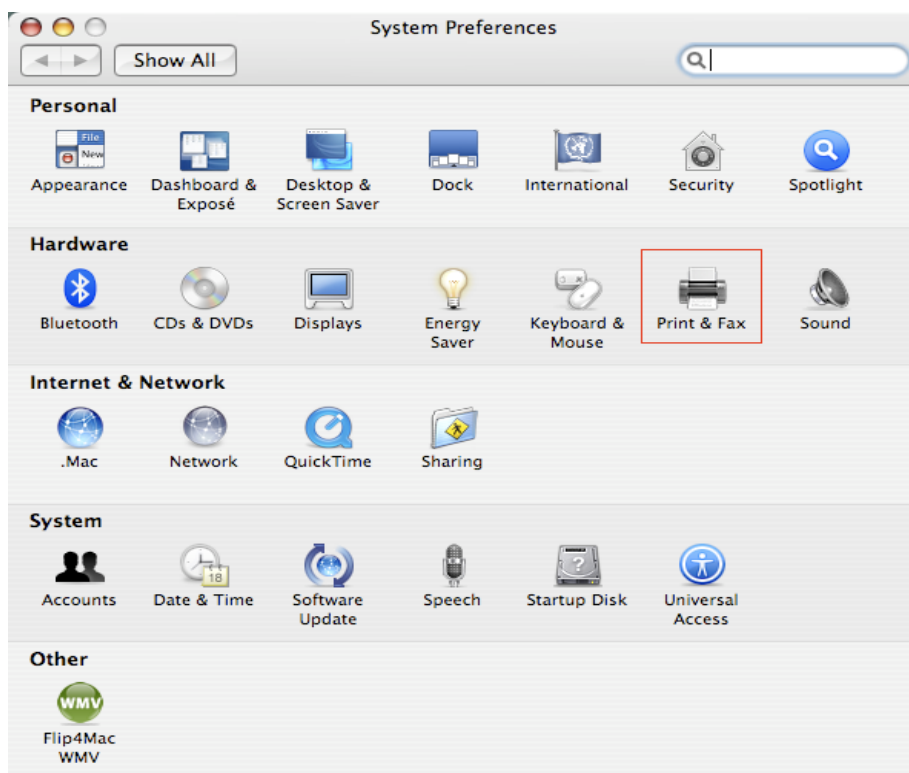 System Preferences
Show All
Personal
File
New
Appearance Dashboard & Desktop & Dock International Security Spotlight
Exposé Screen Saver
Hardware
Bluetooth CDs & DVDs Displays Energy Keyboard & Print & Fax Sound
Saver Mouse
Internet & Network
.Mac Network QuickTime Sharing
System
18
?
Accounts Date & Time Software Speech Startup Disk Universal
Update Access
Other
WMV
Flip4Mac
WMV